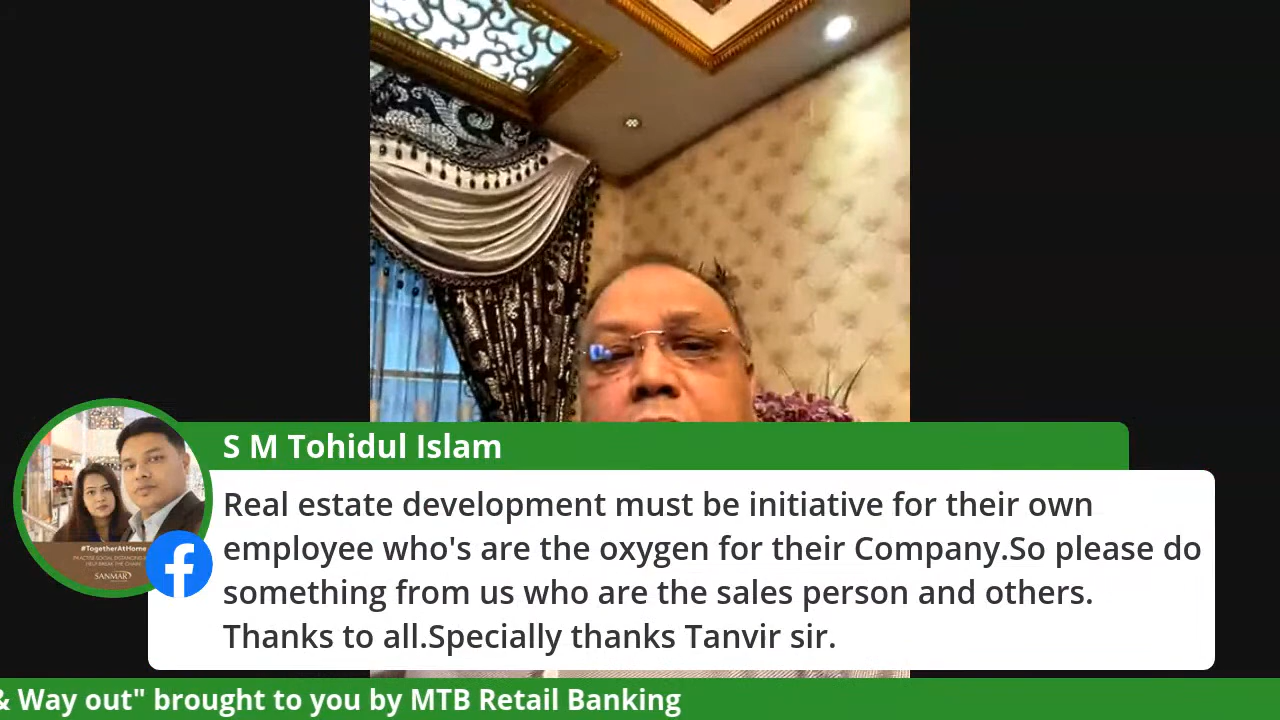 S M Tohidul Islam
Real estate development must be initiative for their own
employee who's are the oxygen for their Company.So please do
something from us who are the sales person and others.
Thanks to all.Specially thanks Tanvir sir.
#TogetherAtHome
SANMAR
& Way out" brought to you by MTB Retail Banking